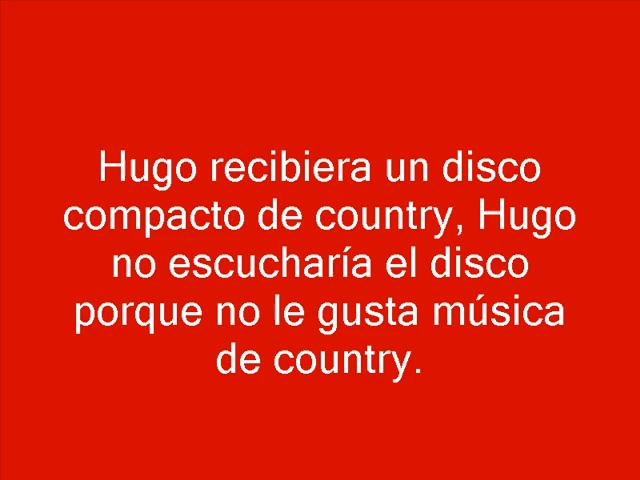 Hugo recibiera un disco
compacto de country, Hugo
no escucharía el disco
porque no le gusta música
de country.